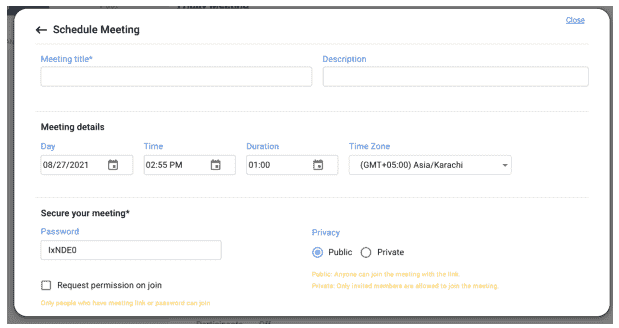 Close
← Schedule Meeting
Meeting title* Description
Meeting details
Day Time Duration Time Zone
08/27/2021 02:55 PM 01:00 (GMT+05:00) Asia/Karachi
Secure your meeting*
Password Privacy
IxNDE0 Public Private
Public: Anyone can join the meeting with the link.
Request permission on join
Private: Only invited members are allowed to join the meeting.
Only people who have meeting link or password can join